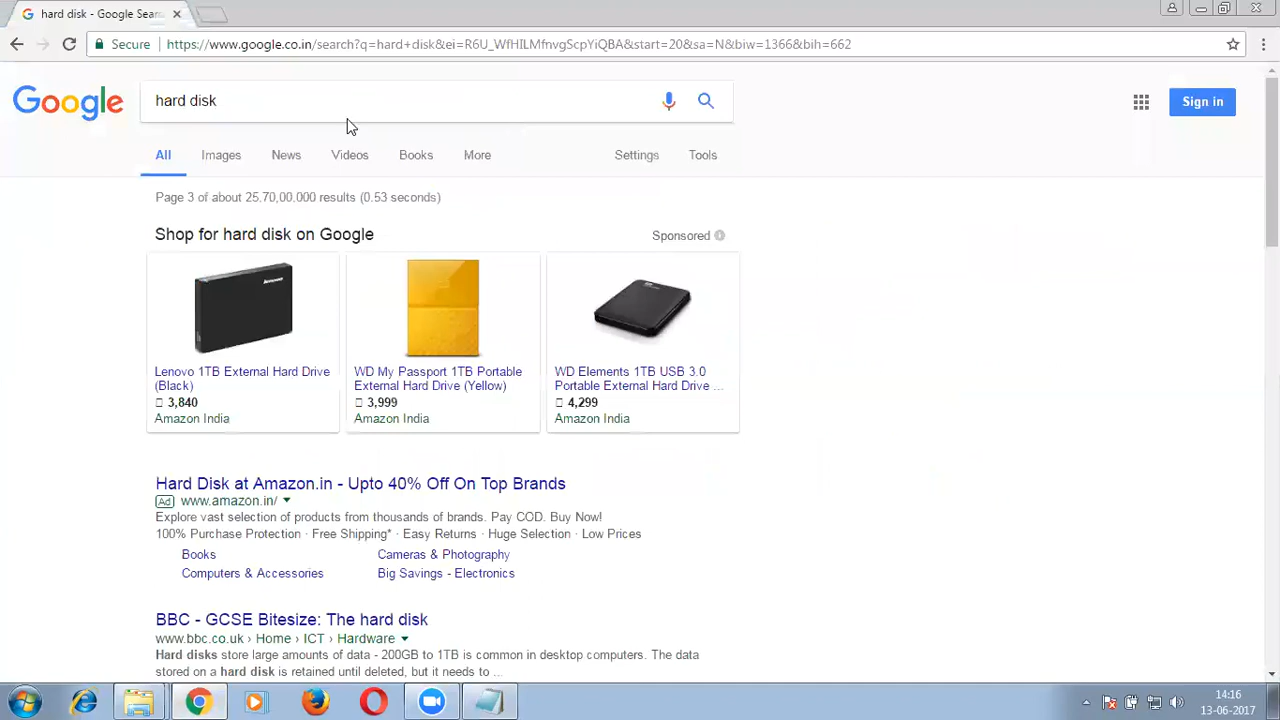 hard disk - Google Sear
Secure https://www.google.co.in/search?q=hard+disk&ei=R6U_WfHILMfnvgScpYiQBA&start=20&sa=N&biw=1366&bih=662
Google
hard disk
Sign in
All Images News Videos Books More Settings Tools
Page 3 of about 25,70,00,000 results (0.53 seconds)
Shop for hard disk on Google Sponsored
Lenovo 1TB External Hard Drive (Black)
3,840
Amazon India
WD My Passport 1TB Portable External Hard Drive (Yellow)
3,999
Amazon India
WD Elements 1TB USB 3.0 Portable External Hard Drive ...
4,299
Amazon India
Hard Disk at Amazon.in - Upto 40% Off On Top Brands
Ad www.amazon.in/
Explore vast selection of products from thousands of brands. Pay COD. Buy Now!
100% Purchase Protection · Free Shipping* · Easy Returns · Huge Selection · Low Prices
Books Cameras & Photography
Computers & Accessories Big Savings - Electronics
BBC - GCSE Bitesize: The hard disk
www.bbc.co.uk › Home › ICT › Hardware
Hard disks store large amounts of data - 200GB to 1TB is common in desktop computers. The data
stored on a hard disk is retained until deleted, but it needs to ...
14:16
13-06-2017